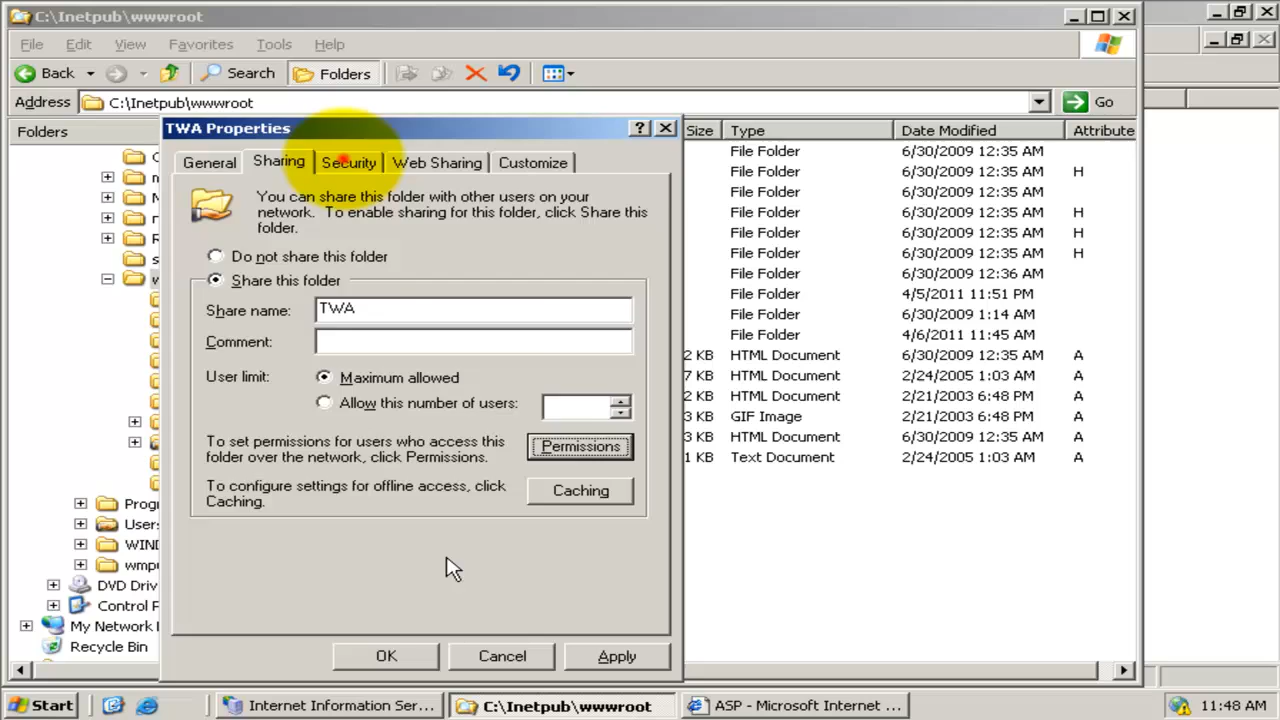 C:\Inetpub\wwwroot
File Edit View Favorites Tools Help
Back Search Folders
Address C:\Inetpub\wwwroot Go
Folders
TWA Properties
General Sharing Security Web Sharing Customize
You can share this folder with other users on your
network. To enable sharing for this folder, click Share this
folder.
Do not share this folder
Share this folder
Share name: TWA
Comment:
User limit: Maximum allowed
Allow this number of users:
To set permissions for users who access this
folder over the network, click Permissions.
Permissions
To configure settings for offline access, click
Caching.
Caching
OK Cancel Apply
Size Type Date Modified Attribute
File Folder 6/30/2009 12:35 AM
File Folder 6/30/2009 12:35 AM H
File Folder 6/30/2009 12:35 AM
File Folder 6/30/2009 12:35 AM H
File Folder 6/30/2009 12:35 AM H
File Folder 6/30/2009 12:35 AM H
File Folder 6/30/2009 12:36 AM
File Folder 4/5/2011 11:51 PM
File Folder 6/30/2009 1:14 AM
File Folder 4/6/2011 11:45 AM
2 KB HTML Document 6/30/2009 12:35 AM A
7 KB HTML Document 2/24/2005 1:03 AM A
KB HTML Document 2/21/2003 6:48 PM A
3 KB GIF Image 2/21/2003 6:48 PM A
3 KB HTML Document 6/30/2009 12:35 AM A
1 KB Text Document 2/24/2005 1:03 AM A
Progr
Users
WIND
wmpu
DVD Driv
Control P
My Network
Recycle Bin
Start Internet Information Ser... C:\Inetpub\wwwroot ASP - Microsoft Internet ... 11:48 AM